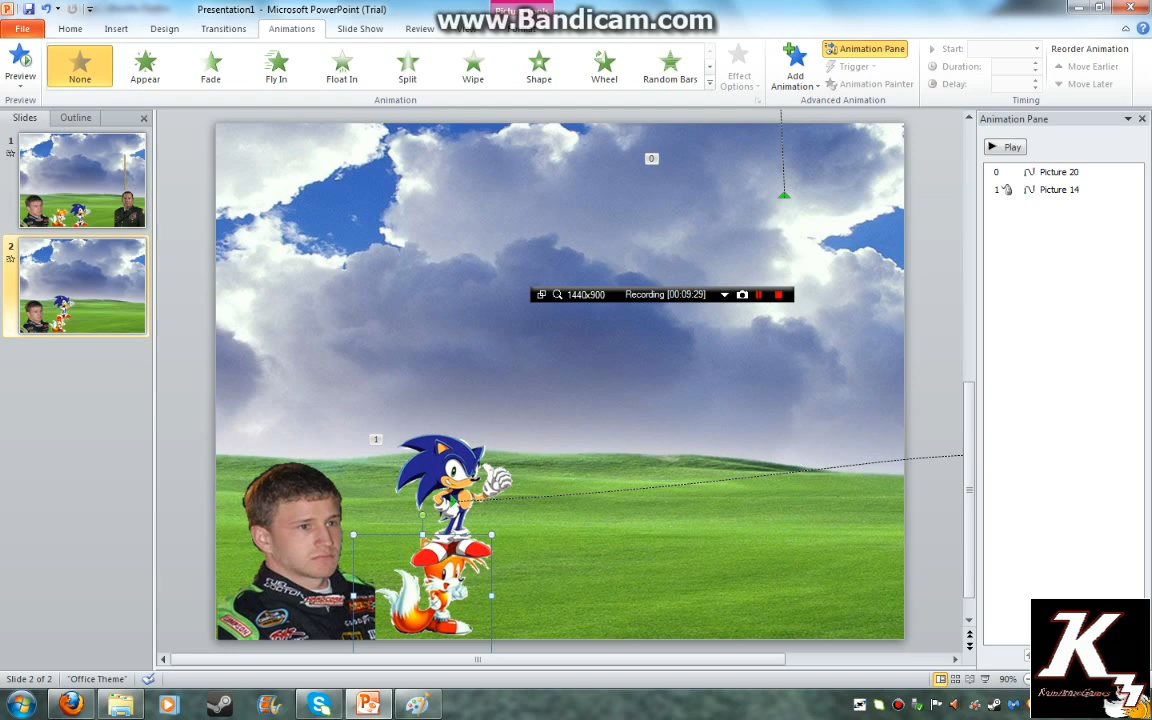 Presentation1 - Microsoft PowerPoint (Trial)
www.Bandicam.com
File
Home
Insert
Design
Transitions
Animations
Slide Show
Review
Preview
None
Appear
Fade
Fly In
Float In
Split
Wipe
Shape
Wheel
Random Bars
Effect
Options
Add
Animation
Animation Pane
Trigger
Animation Painter
Start:
Duration:
Delay:
Reorder Animation
Move Earlier
Move Later
Preview
Animation
Advanced Animation
Timing
Slides
Outline
Animation Pane
Play
0 Picture 20
1 Picture 14
1
2
0
1440x900 Recording [00:09:29]
1
Slide 2 of 2
"Office Theme"
90%
K